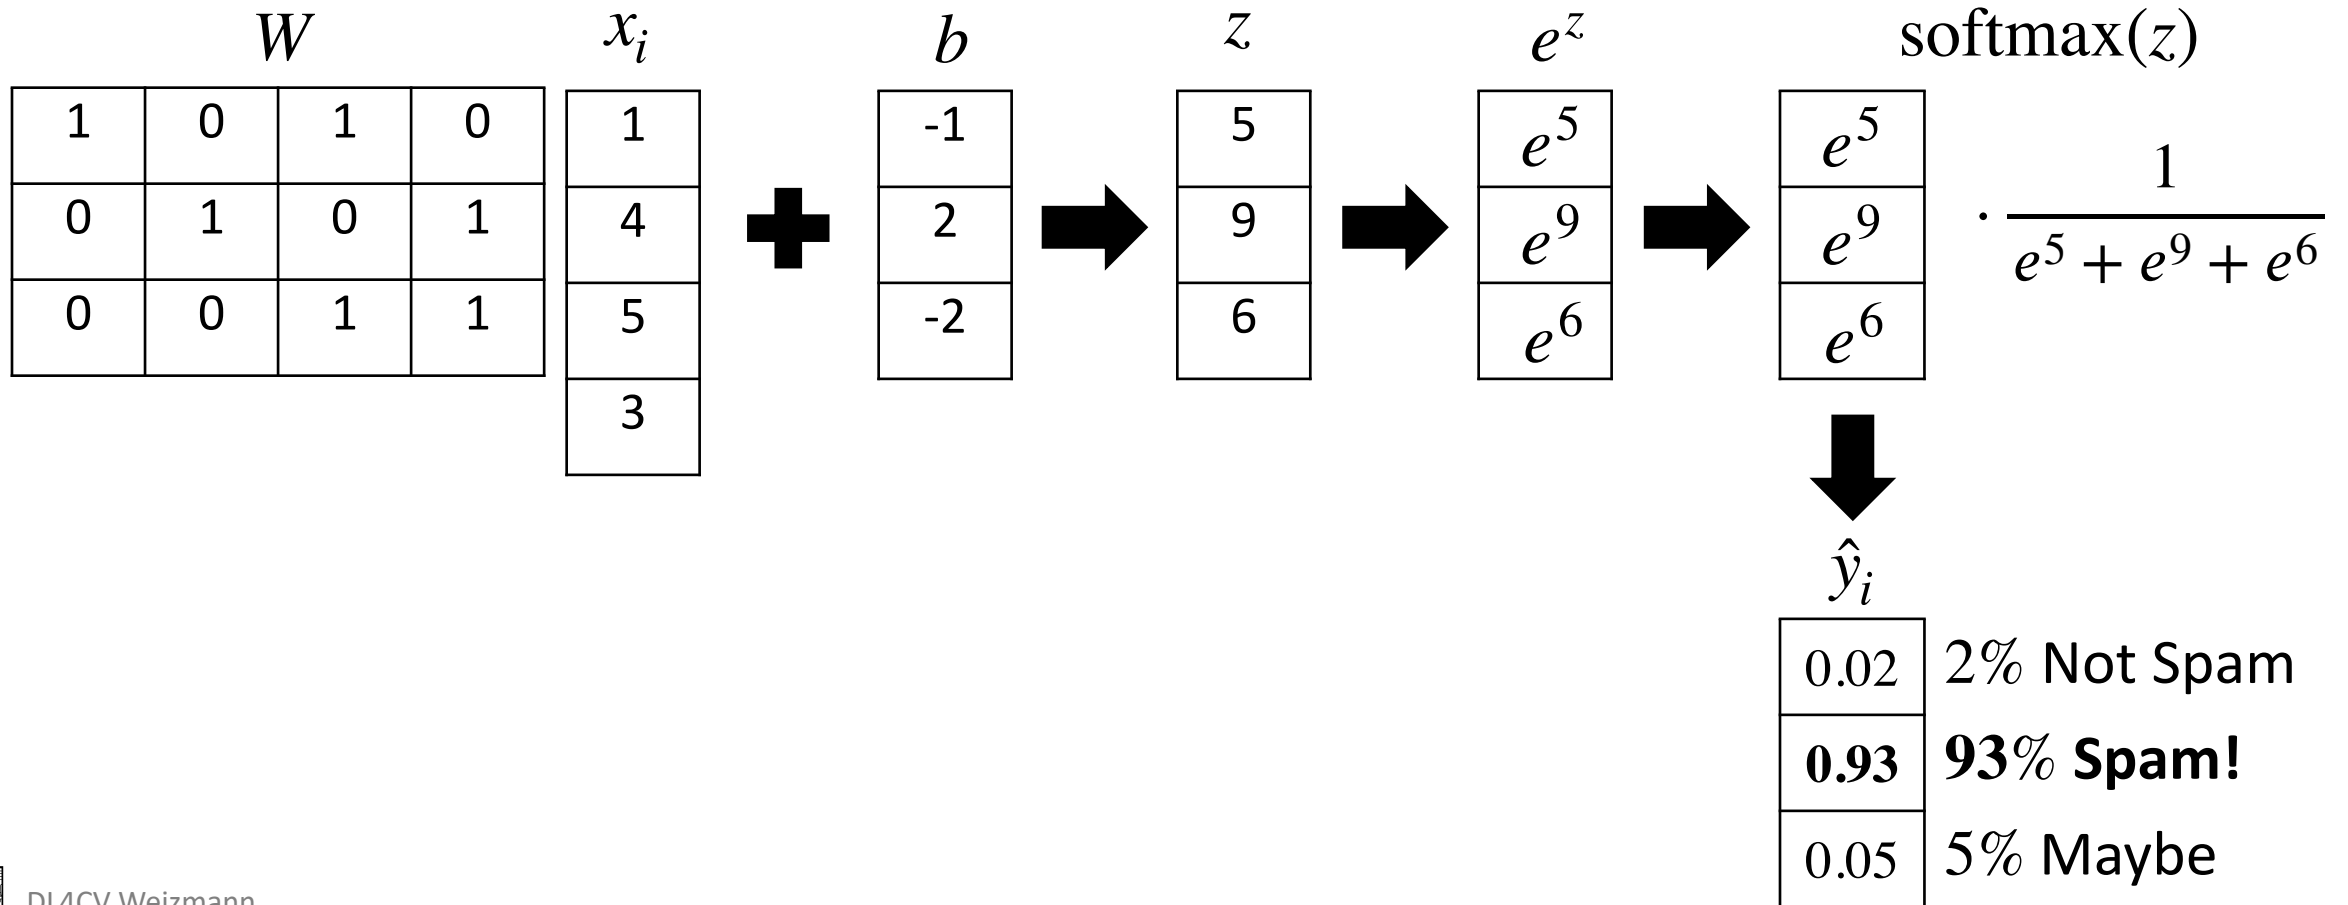 W x_i b z e^z softmax(z)
1 0 1 0 1 -1 5 e^5 e^5
0 1 0 1 4 2 9 e^9 e^9 · 1 / (e^5 + e^9 + e^6)
0 0 1 1 5 -2 6 e^6 e^6
3
ŷ_i
0.02 2% Not Spam
0.93 93% Spam!
0.05 5% Maybe
DL4CV Weizmann